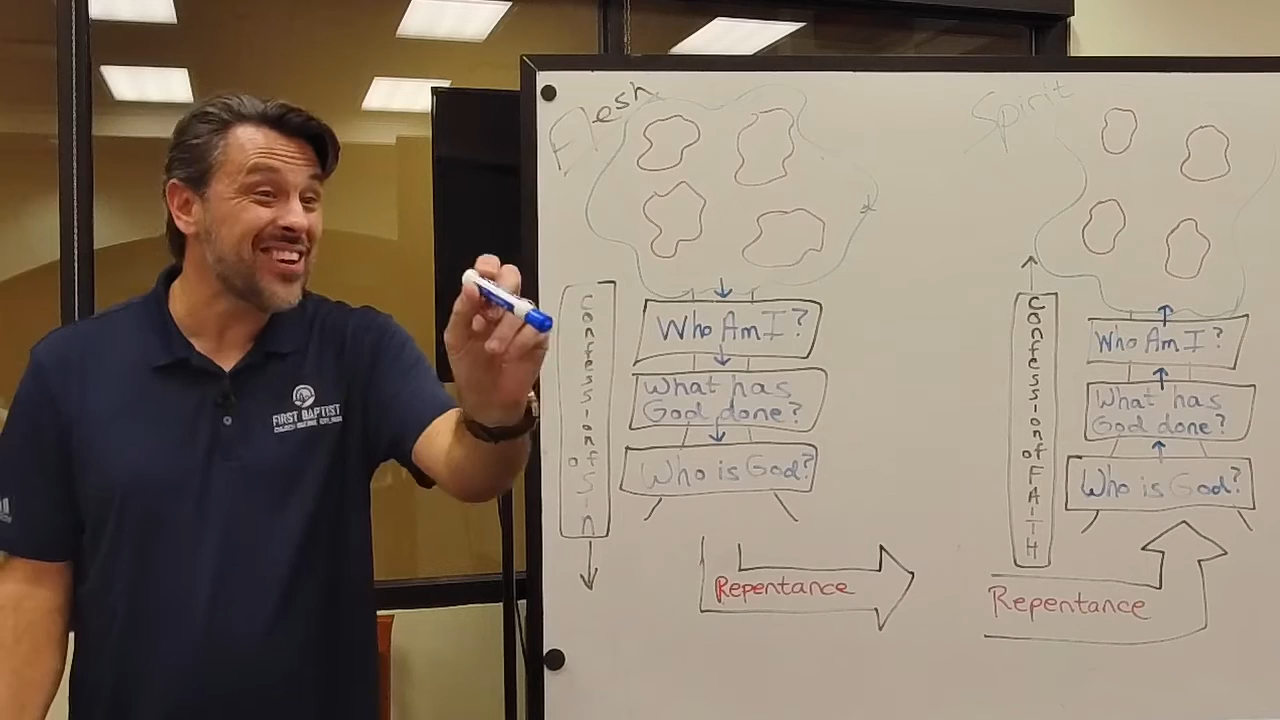 Flesh
Confession of Sin
Who Am I?
What has
God done?
Who is God?
Repentance
Spirit
Confession of FAITH
Who Am I?
What has
God done?
Who is God?
Repentance
FIRST BAPTIST